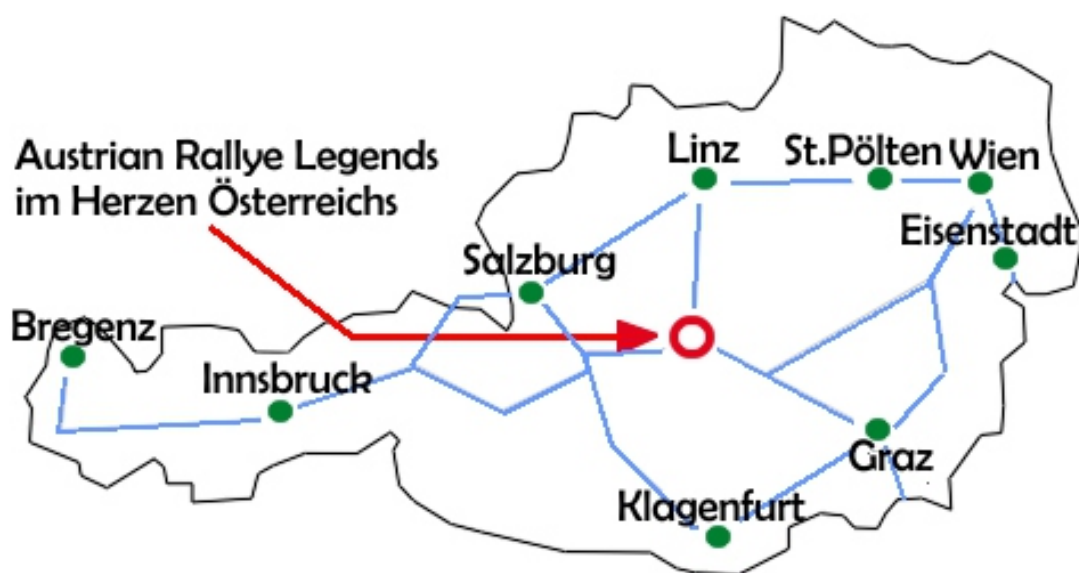 Austrian Rallye Legends
im Herzen Österreichs
Linz
St.Pölten
Wien
Eisenstadt
Salzburg
Bregenz
Innsbruck
Graz
Klagenfurt